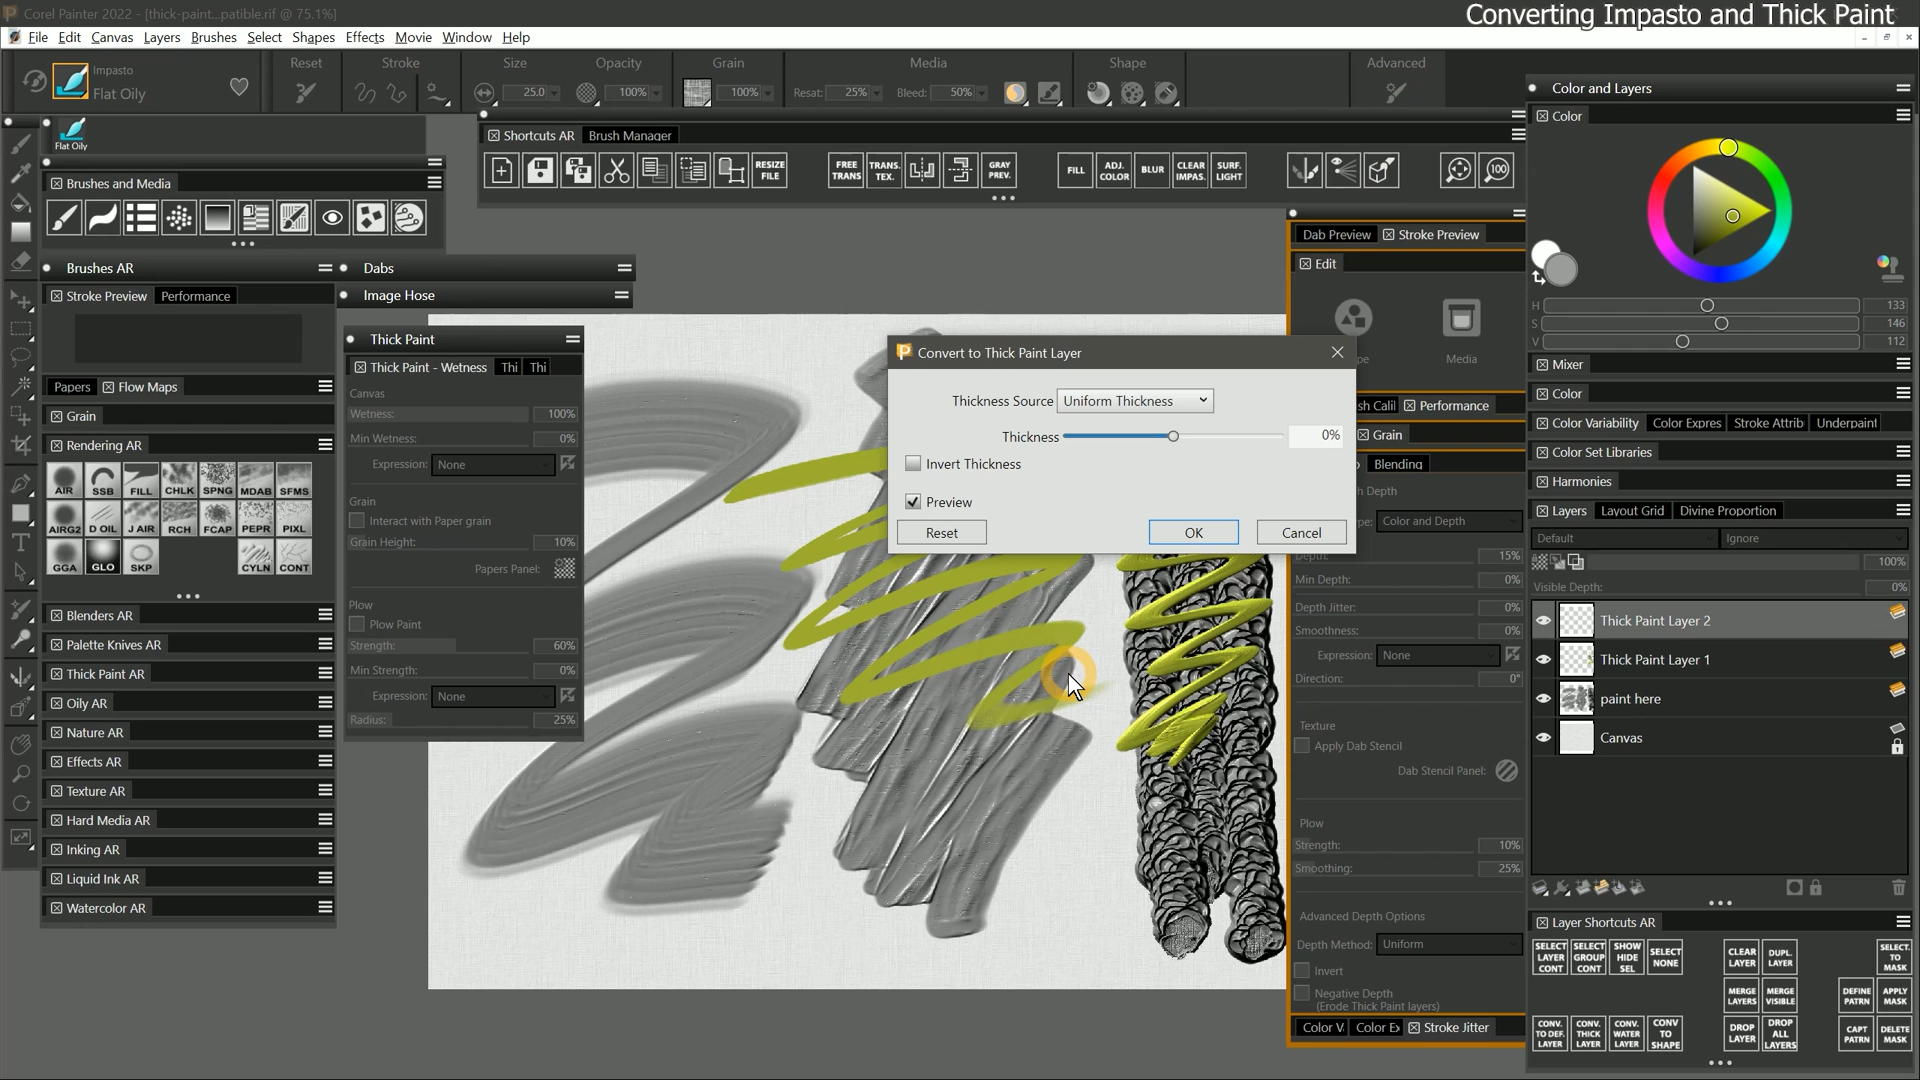 Corel Painter 2022 - [thick-paint...patible.rif @ 75.1%]
Converting Impasto and Thick Paint
File Edit Canvas Layers Brushes Select Shapes Effects Movie Window Help
Impasto
Flat Oily
Reset Stroke Size Opacity Grain Media Shape Advanced
25.0 100% 100% Resat: 25% Bleed: 50%
Flat Oily
Shortcuts AR Brush Manager
RESIZE FILE
FREE TRANS
TRANS. TEX.
GRAY PREV.
FILL
ADJ. COLOR
BLUR
CLEAR IMPAS.
SURF. LIGHT
100
Brushes and Media
Brushes AR
Stroke Preview Performance
Papers Flow Maps
Grain
Rendering AR
AIR SSB FILL CHLK SPNG MDAB SFMS
AIRG2 D OIL J AIR RCH FCAP PEPR PIXL
GGA GLO SKP CYLN CONT
Blenders AR
Palette Knives AR
Thick Paint AR
Oily AR
Nature AR
Effects AR
Texture AR
Hard Media AR
Inking AR
Liquid Ink AR
Watercolor AR
Dabs
Image Hose
Thick Paint
Thick Paint - Wetness Thi Thi
Canvas
Wetness: 100%
Min Wetness: 0%
Expression: None
Grain
Interact with Paper grain
Grain Height: 10%
Papers Panel:
Plow
Plow Paint
Strength: 60%
Min Strength: 0%
Expression: None
Radius: 25%
Convert to Thick Paint Layer
Thickness Source Uniform Thickness
Thickness 0%
Invert Thickness
Preview
Reset OK Cancel
Dab Preview Stroke Preview
Edit
Media
sh Cali Performance
Grain
Blending
Depth
Color and Depth
Depth: 15%
Min Depth: 0%
Depth Jitter: 0%
Smoothness: 0%
Expression: None
Direction: 0°
Texture
Apply Dab Stencil
Dab Stencil Panel:
Plow
Strength: 10%
Smoothing: 25%
Advanced Depth Options
Depth Method: Uniform
Invert
Negative Depth
(Erode Thick Paint layers)
Color V Color Ex Stroke Jitter
Color and Layers
Color
H 133
S 146
V 112
Mixer
Color
Color Variability Color Expres Stroke Attrib Underpaint
Color Set Libraries
Harmonies
Layers Layout Grid Divine Proportion
Default Ignore
100%
Visible Depth: 0%
Thick Paint Layer 2
Thick Paint Layer 1
paint here
Canvas
Layer Shortcuts AR
SELECT LAYER CONT
SELECT GROUP CONT
SHOW HIDE SEL
SELECT NONE
CLEAR LAYER
DUPL. LAYER
SELECT. TO MASK
MERGE LAYERS
MERGE VISIBLE
DEFINE PATRN
APPLY MASK
CONV. TO DEF. LAYER
CONV. THICK LAYER
CONV. WATER LAYER
CONV TO SHAPE
DROP LAYER
DROP ALL LAYERS
CAPT PATRN
DELETE MASK